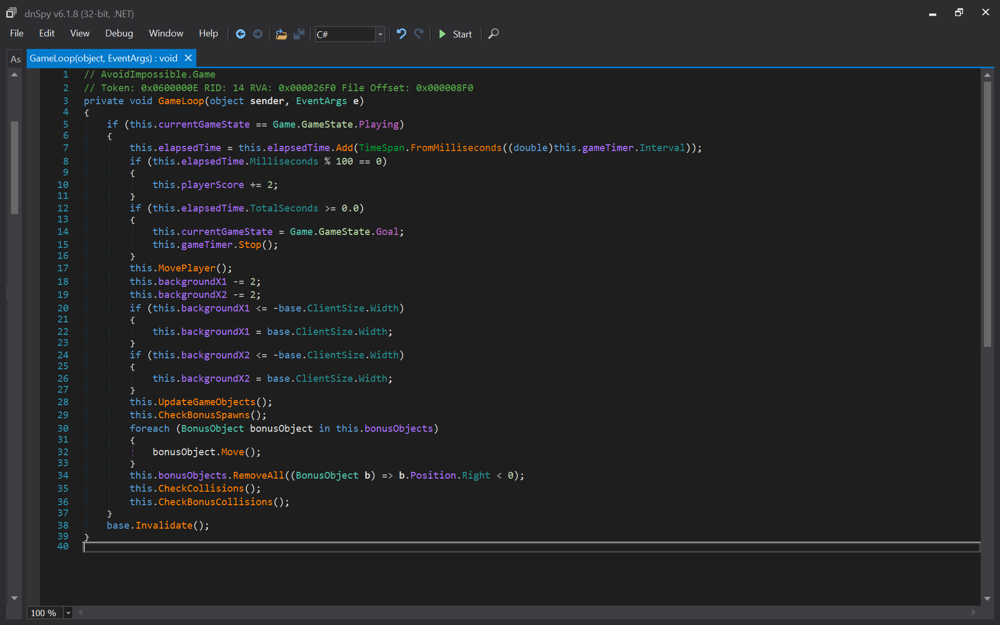 dnSpy v6.1.8 (32-bit, .NET)
File Edit View Debug Window Help C# Start
As GameLoop(object, EventArgs) : void
1 // AvoidImpossible.Game
2 // Token: 0x0600000E RID: 14 RVA: 0x000026F0 File Offset: 0x000008F0
3 private void GameLoop(object sender, EventArgs e)
4 {
5 if (this.currentGameState == Game.GameState.Playing)
6 {
7 this.elapsedTime = this.elapsedTime.Add(TimeSpan.FromMilliseconds((double)this.gameTimer.Interval));
8 if (this.elapsedTime.Milliseconds % 100 == 0)
9 {
10 this.playerScore += 2;
11 }
12 if (this.elapsedTime.TotalSeconds >= 0.0)
13 {
14 this.currentGameState = Game.GameState.Goal;
15 this.gameTimer.Stop();
16 }
17 this.MovePlayer();
18 this.backgroundX1 -= 2;
19 this.backgroundX2 -= 2;
20 if (this.backgroundX1 <= -base.ClientSize.Width)
21 {
22 this.backgroundX1 = base.ClientSize.Width;
23 }
24 if (this.backgroundX2 <= -base.ClientSize.Width)
25 {
26 this.backgroundX2 = base.ClientSize.Width;
27 }
28 this.UpdateGameObjects();
29 this.CheckBonusSpawns();
30 foreach (BonusObject bonusObject in this.bonusObjects)
31 {
32 bonusObject.Move();
33 }
34 this.bonusObjects.RemoveAll((BonusObject b) => b.Position.Right < 0);
35 this.CheckCollisions();
36 this.CheckBonusCollisions();
37 }
38 base.Invalidate();
39 }
40
100 %